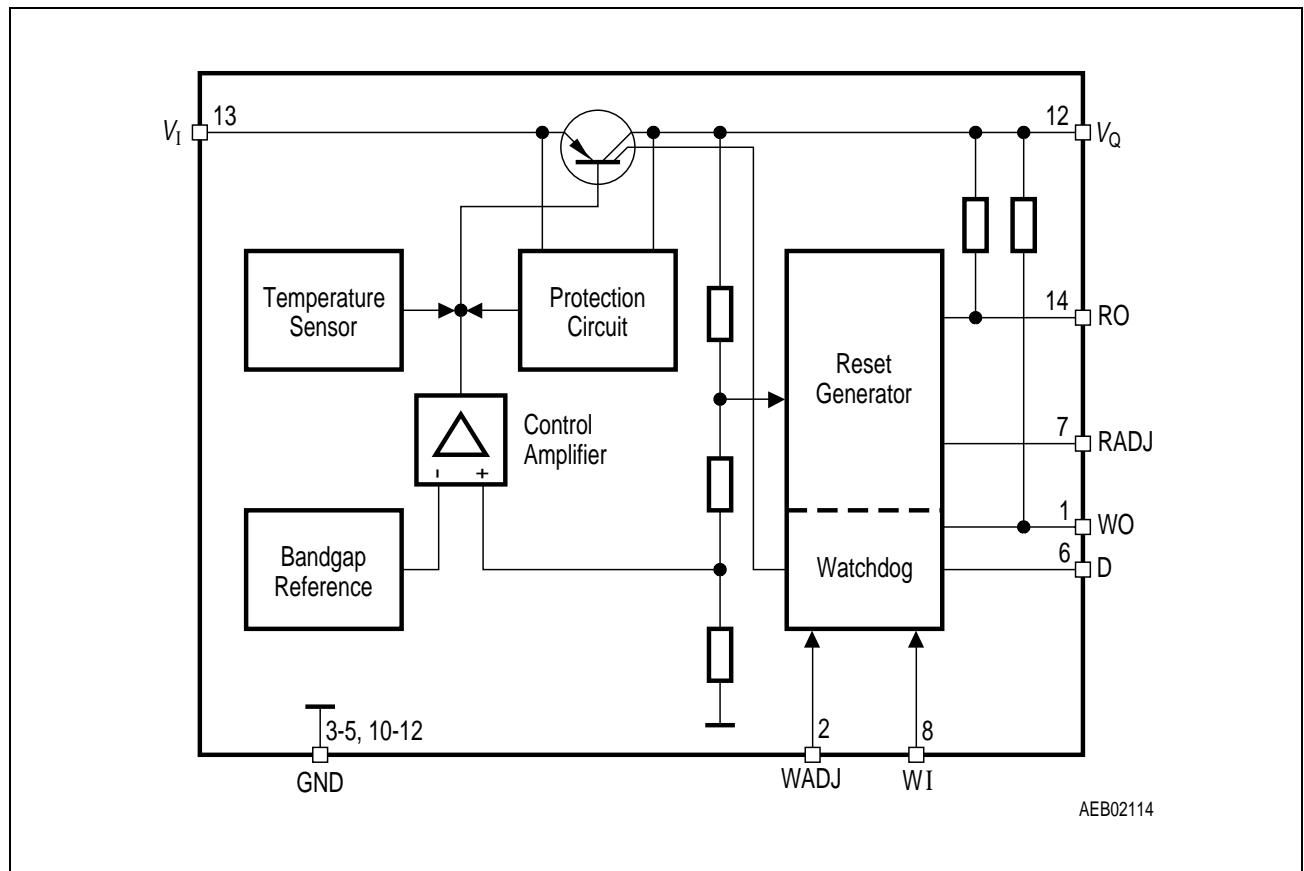 13
V_I
12
V_Q
Temperature
Sensor
Protection
Circuit
14
RO
Reset
Generator
Control
Amplifier
- +
7
RADJ
1
WO
Bandgap
Reference
Watchdog
6
D
3-5, 10-12
GND
2
WADJ
8
WI
AEB02114